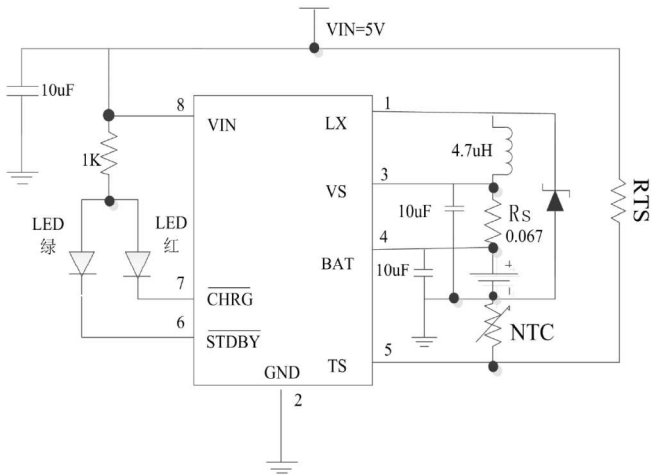 VIN=5V
10uF
8
VIN
LX
1
1K
4.7uH
LED
绿
LED
红
VS
3
10uF
Rs
0.067
RTS
BAT
4
10uF
+
-
7
CHRG
6
STDBY
NTC
GND
TS
5
2